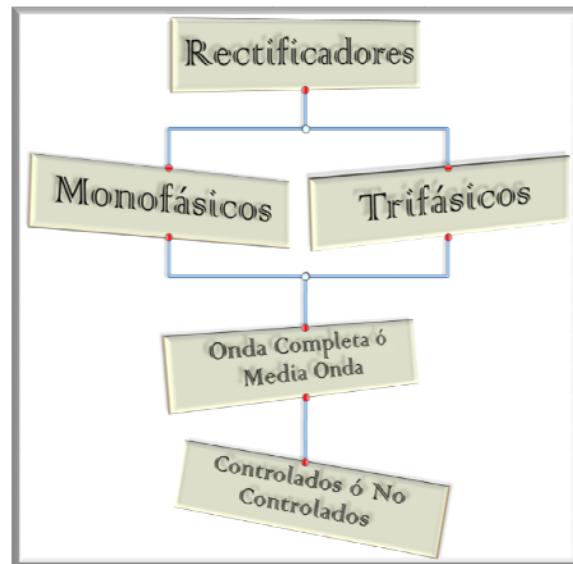 Rectificadores
Monofásicos
Trifásicos
Onda Completa ó
Media Onda
Controlados ó No
Controlados